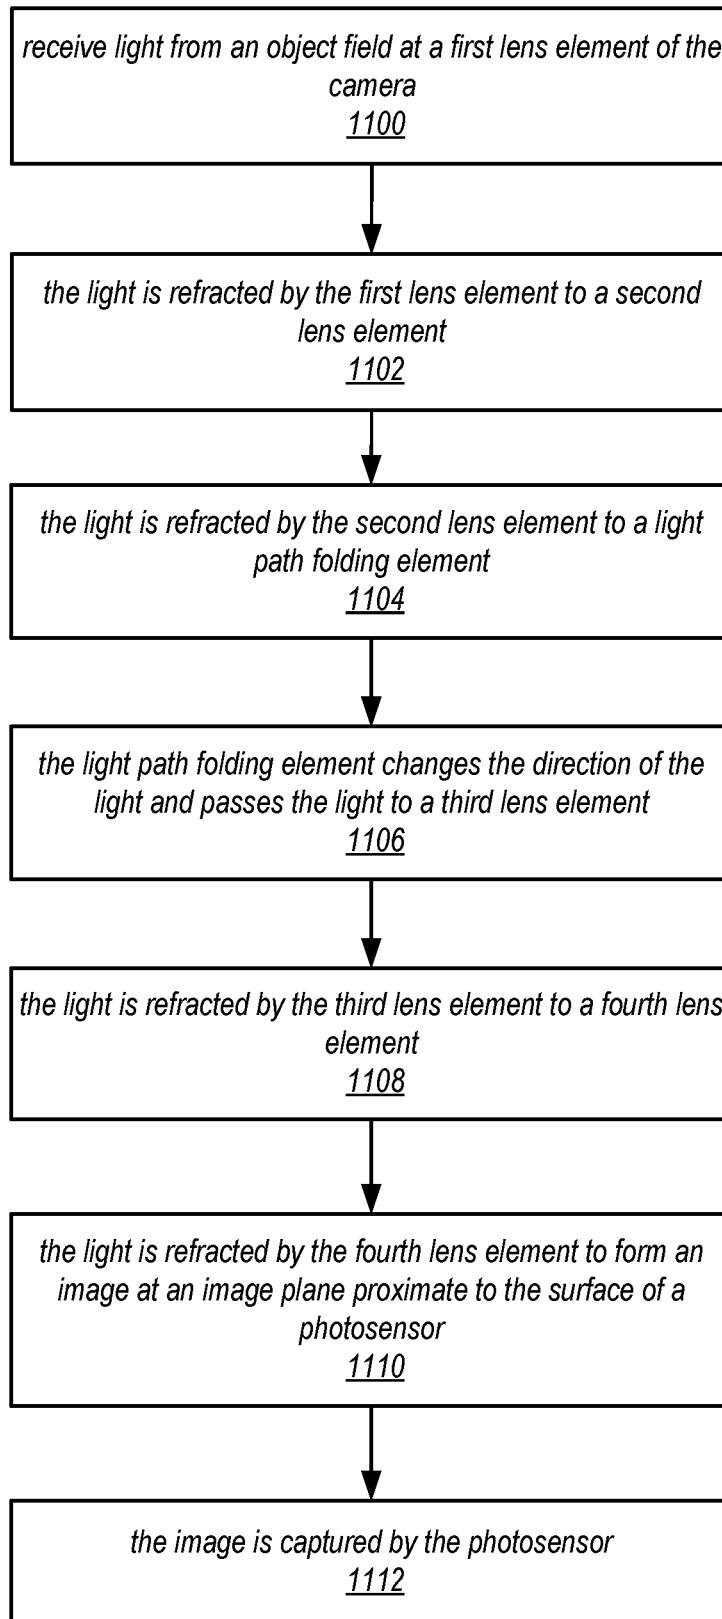 receive light from an object field at a first lens element of the
camera
1100
the light is refracted by the first lens element to a second
lens element
1102
the light is refracted by the second lens element to a light
path folding element
1104
the light path folding element changes the direction of the
light and passes the light to a third lens element
1106
the light is refracted by the third lens element to a fourth lens
element
1108
the light is refracted by the fourth lens element to form an
image at an image plane proximate to the surface of a
photosensor
1110
the image is captured by the photosensor
1112